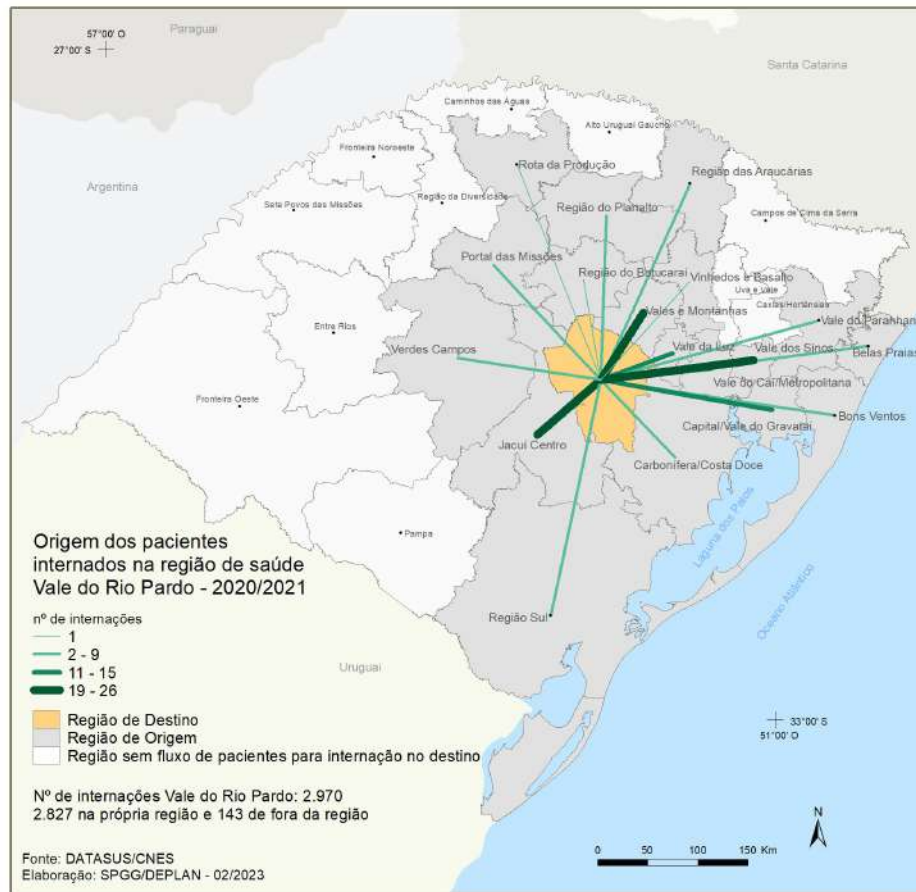 57°00' O
27°00' S
Paraguai
Santa Catarina
Argentina
Caminhos das Águas
Alto Uruguai Gaúcho
Fronteira Noroeste
Rota da Produção
Região das Araucárias
Sete Povos das Missões
Região da Diversidade
Região do Planalto
Campos de Cima da Serra
Portal das Missões
Região do Botucaraí
Vinhedos e Basalto
Uva e Vale
Caxias/Hortênsias
Vales e Montanhas
Vale do Paranhana
Entre Rios
Verdes Campos
Vale da Luz
Vale dos Sinos
Belas Praias
Vale do Caí/Metropolitana
Fronteira Oeste
Bons Ventos
Capital/Vale do Gravataí
Jacuí Centro
Carbonífera/Costa Doce
Pampa
Laguna dos Patos
Oceano Atlântico
Região Sul
Uruguai
Origem dos pacientes
internados na região de saúde
Vale do Rio Pardo - 2020/2021
nº de internações
1
2 - 9
11 - 15
19 - 26
Região de Destino
Região de Origem
Região sem fluxo de pacientes para internação no destino
Nº de internações Vale do Rio Pardo: 2.970
2.827 na própria região e 143 de fora da região
Fonte: DATASUS/CNES
Elaboração: SPGG/DEPLAN - 02/2023
33°00' S
51°00' O
N
0 50 100 150 Km